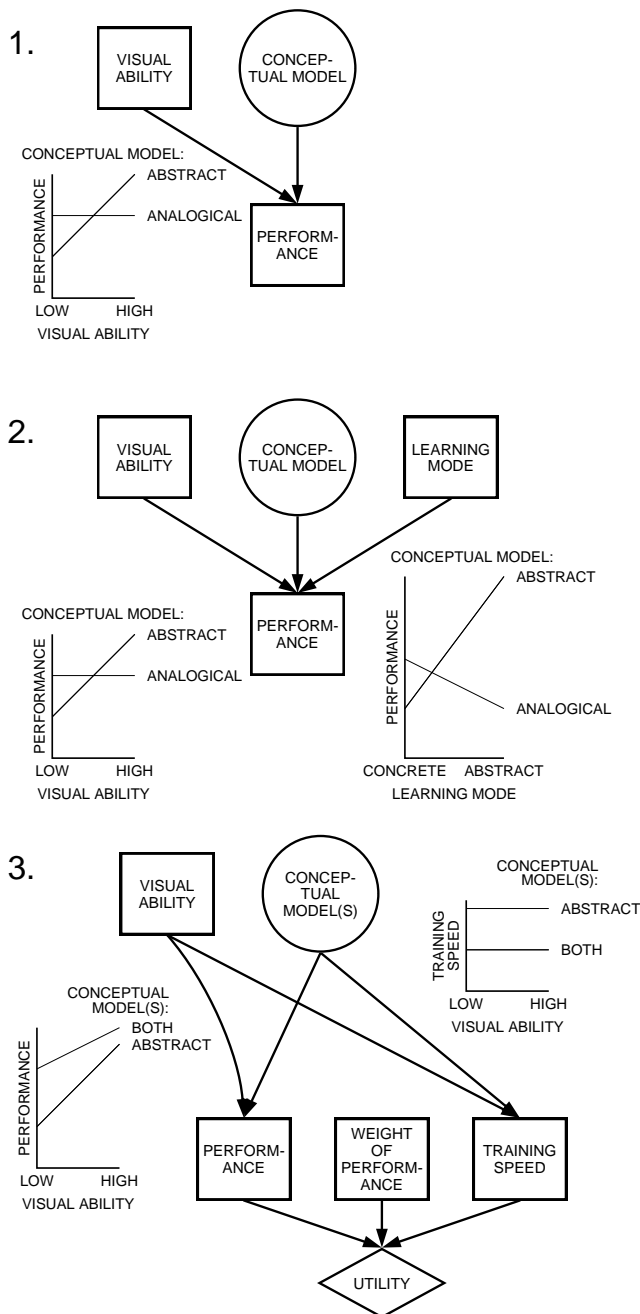 1.
VISUAL
ABILITY
CONCEP-
TUAL MODEL
CONCEPTUAL MODEL:
ABSTRACT
ANALOGICAL
PERFORMANCE
LOW HIGH
VISUAL ABILITY
PERFORM-
ANCE
2.
VISUAL
ABILITY
CONCEP-
TUAL MODEL
LEARNING
MODE
CONCEPTUAL MODEL:
ABSTRACT
ANALOGICAL
PERFORMANCE
LOW HIGH
VISUAL ABILITY
PERFORM-
ANCE
CONCEPTUAL MODEL:
ABSTRACT
ANALOGICAL
PERFORMANCE
CONCRETE ABSTRACT
LEARNING MODE
3.
VISUAL
ABILITY
CONCEP-
TUAL
MODEL(S)
CONCEPTUAL
MODEL(S):
ABSTRACT
BOTH
TRAINING
SPEED
LOW HIGH
VISUAL ABILITY
CONCEPTUAL
MODEL(S):
BOTH
ABSTRACT
PERFORMANCE
LOW HIGH
VISUAL ABILITY
PERFORM-
ANCE
WEIGHT
OF
PERFORM-
ANCE
TRAINING
SPEED
UTILITY